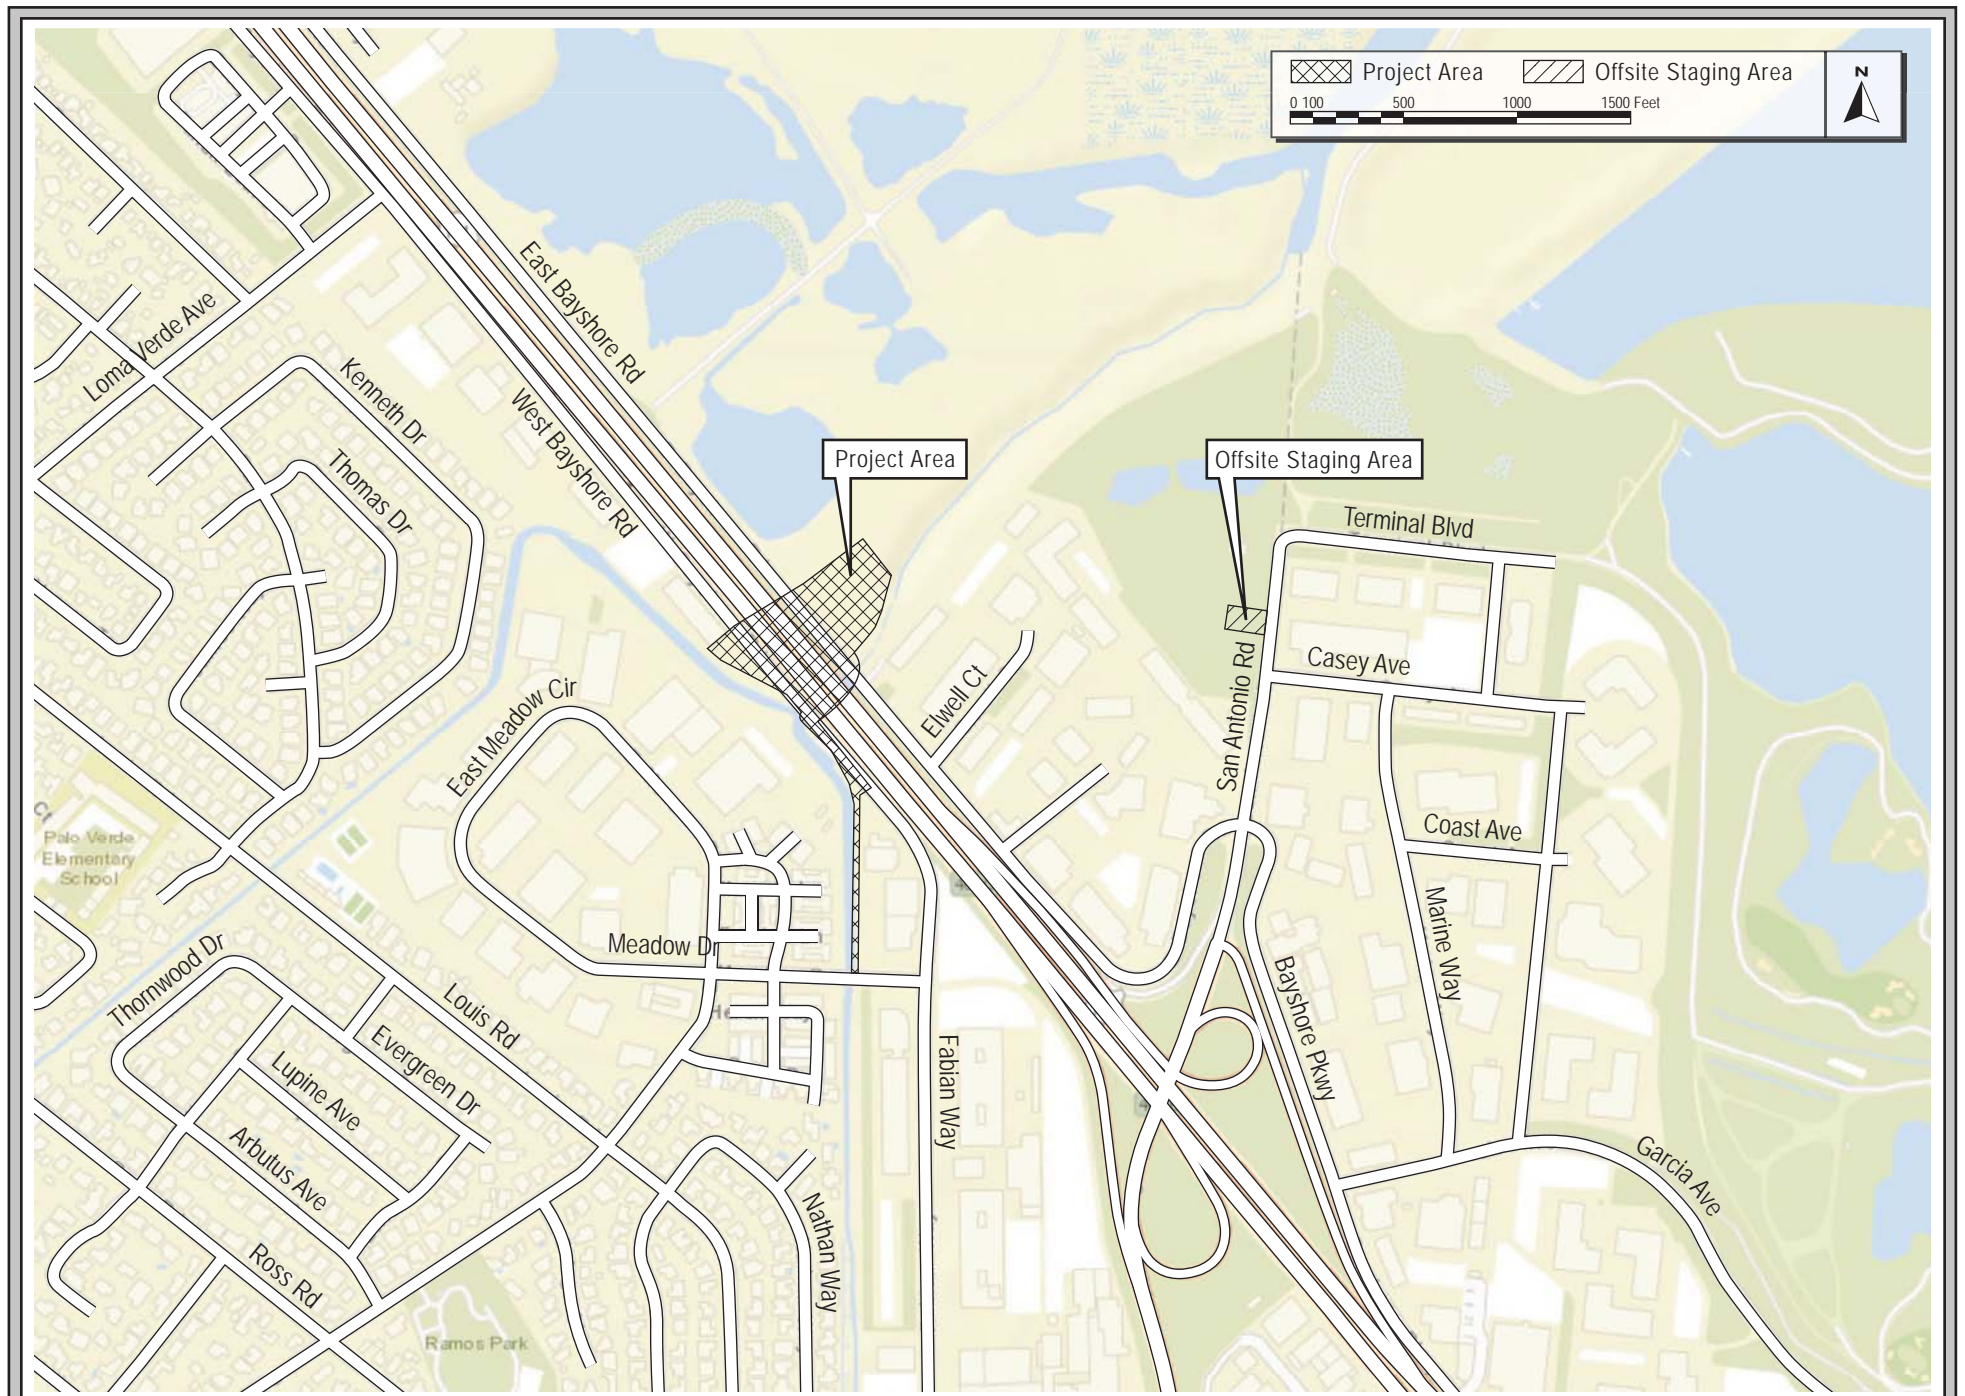 Project Area
Offsite Staging Area
N
0 100 500 1000 1500 Feet
East Bayshore Rd
Loma Verde Ave
Kenneth Dr
West Bayshore Rd
Thomas Dr
Project Area
Offsite Staging Area
Terminal Blvd
Casey Ave
San Antonio Rd
Elwell Ct
East Meadow Cir
Coast Ave
Ct
Palo Verde
Elementary
School
Marine Way
Meadow Dr
Thornwood Dr
Louis Rd
Bayshore Pkwy
Evergreen Dr
Lupine Ave
Fabian Way
Arbutus Ave
Garcia Ave
Nathan Way
Ross Rd
Ramos Park